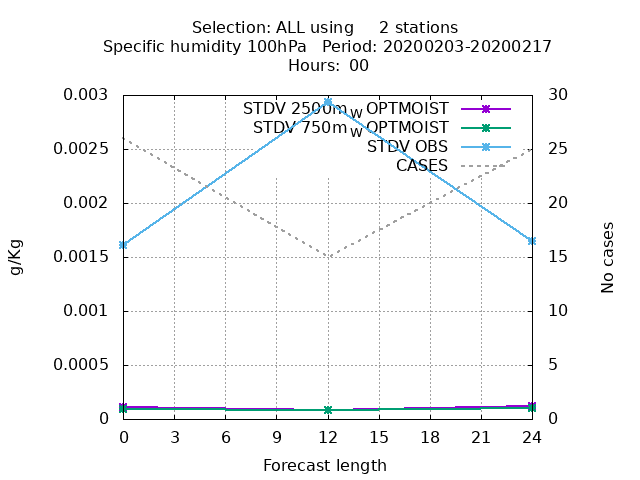 Selection: ALL using 2 stations
Specific humidity 100hPa Period: 20200203-20200217
Hours: 00
0.003
0.0025
0.002
0.0015
0.001
0.0005
0
30
25
20
15
10
5
0
STDV 2500m_W OPTMOIST
STDV 750m_W OPTMOIST
STDV OBS
CASES
g/Kg
No cases
0 3 6 9 12 15 18 21 24
Forecast length